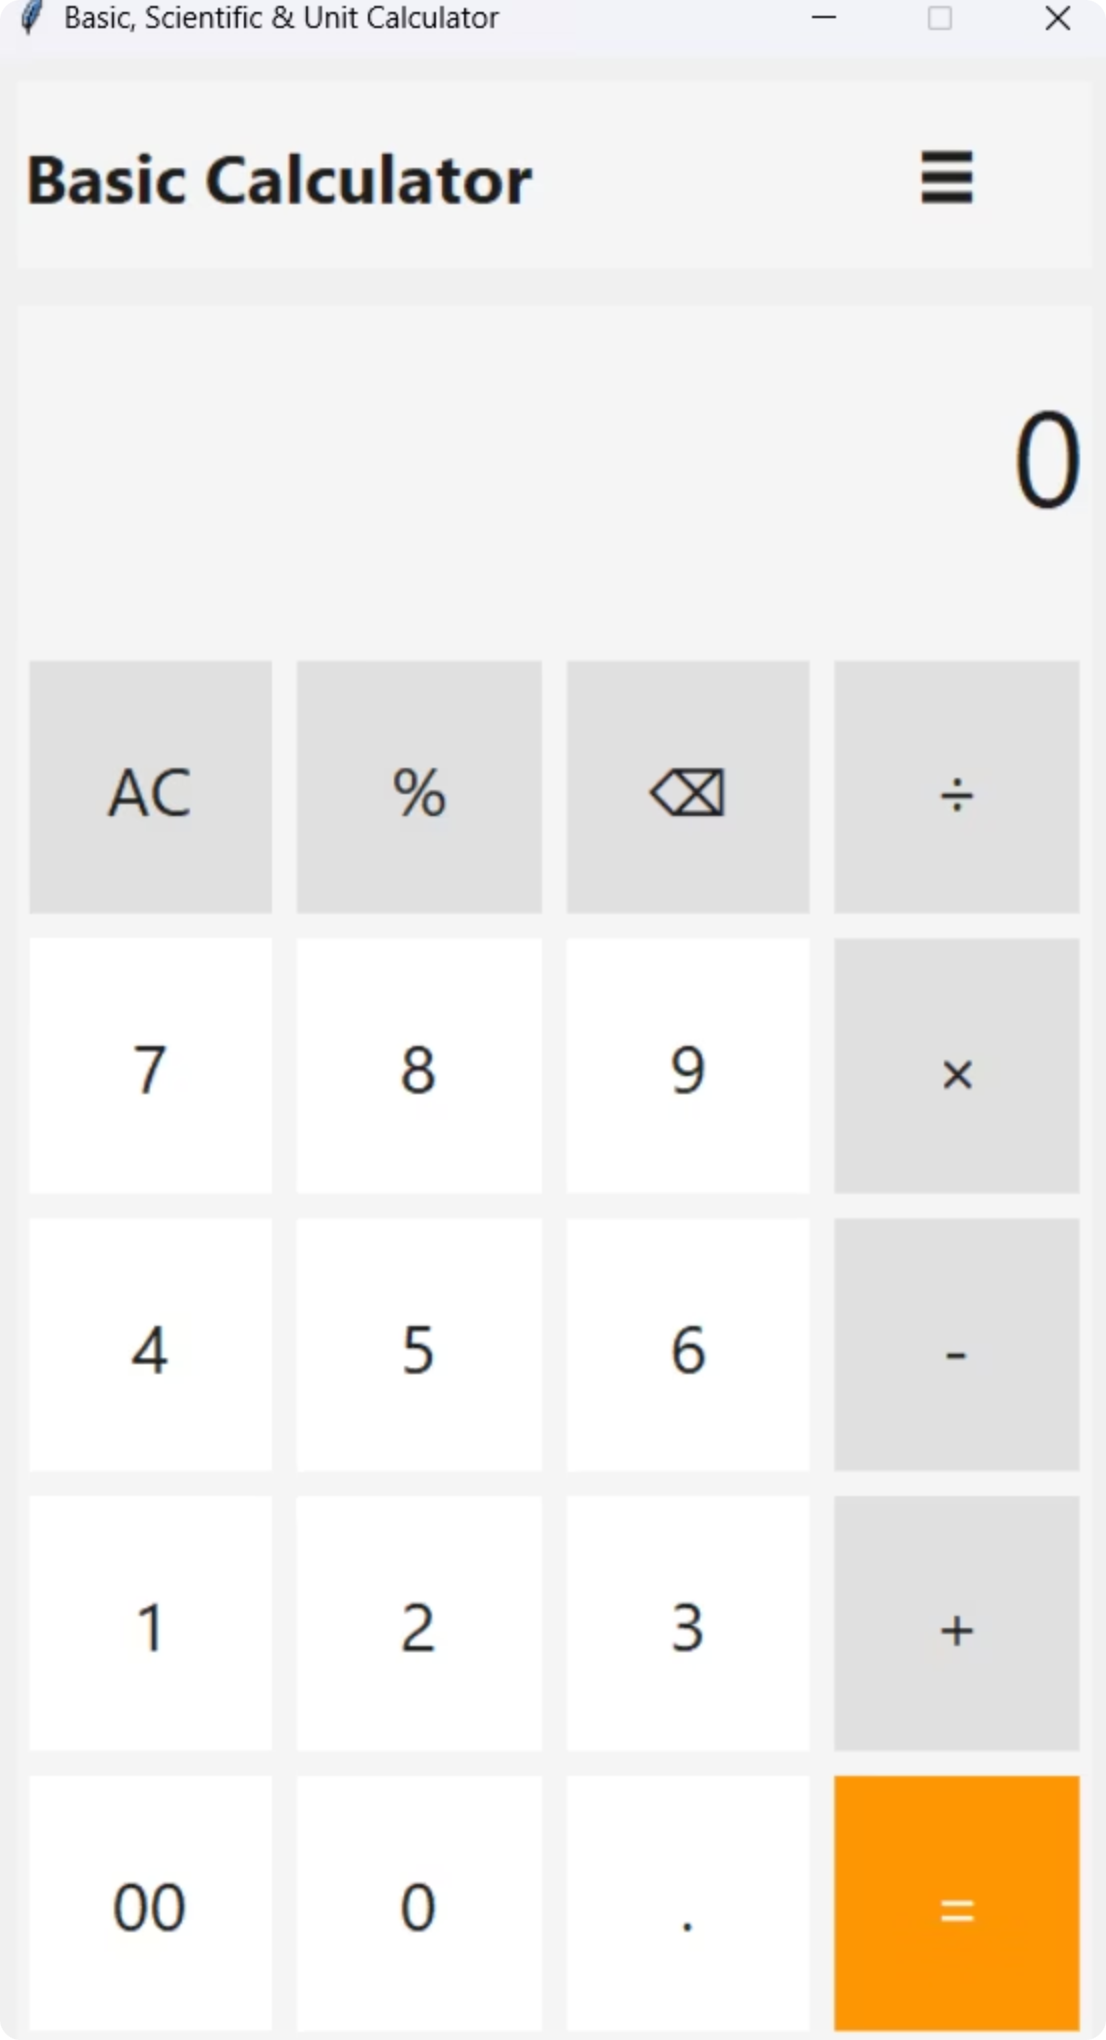 Basic, Scientific & Unit Calculator
Basic Calculator ☰
0
AC % ⌫ ÷
7 8 9 ×
4 5 6 -
1 2 3 +
00 0 . =